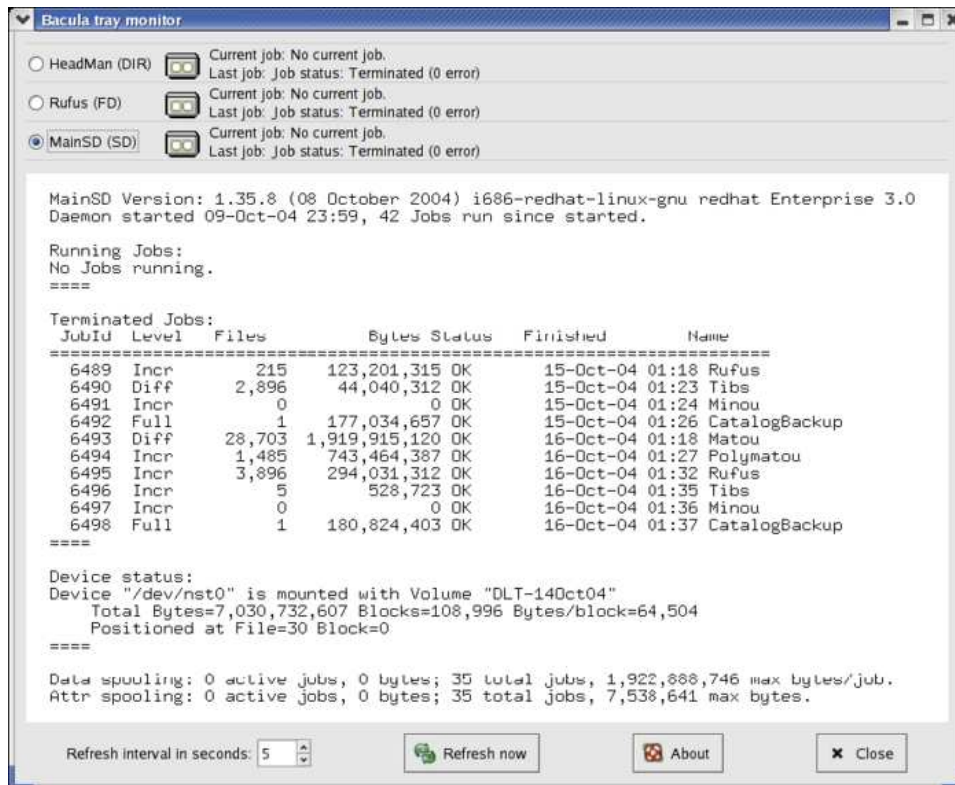 Bacula tray monitor
HeadMan (DIR) Current job: No current job.
Last job: Job status: Terminated (0 error)
Rufus (FD) Current job: No current job.
Last job: Job status: Terminated (0 error)
MainSD (SD) Current job: No current job.
Last job: Job status: Terminated (0 error)
MainSD Version: 1.35.8 (08 October 2004) i686-redhat-linux-gnu redhat Enterprise 3.0
Daemon started 09-Oct-04 23:59, 42 Jobs run since started.
Running Jobs:
No Jobs running.
====
Terminated Jobs:
JobId Level Files Bytes Status Finished Name
======================================================================
6489 Incr 215 123,201,315 OK 15-Oct-04 01:18 Rufus
6490 Diff 2,896 44,040,312 OK 15-Oct-04 01:23 Tibs
6491 Incr 0 0 OK 15-Oct-04 01:24 Minou
6492 Full 1 177,034,657 OK 15-Oct-04 01:26 CatalogBackup
6493 Diff 28,703 1,919,915,120 OK 16-Oct-04 01:18 Matou
6494 Incr 1,485 743,464,387 OK 16-Oct-04 01:27 Polymatou
6495 Incr 3,896 294,031,312 OK 16-Oct-04 01:32 Rufus
6496 Incr 5 528,723 OK 16-Oct-04 01:35 Tibs
6497 Incr 0 0 OK 16-Oct-04 01:36 Minou
6498 Full 1 180,824,403 OK 16-Oct-04 01:37 CatalogBackup
====
Device status:
Device "/dev/nst0" is mounted with Volume "DLT-14Oct04"
Total Bytes=7,030,732,607 Blocks=108,996 Bytes/block=64,504
Positioned at File=30 Block=0
====
Data spooling: 0 active jobs, 0 bytes; 35 total jobs, 1,922,888,746 max bytes/job.
Attr spooling: 0 active jobs, 0 bytes; 35 total jobs, 7,538,641 max bytes.
Refresh interval in seconds: 5 Refresh now About Close